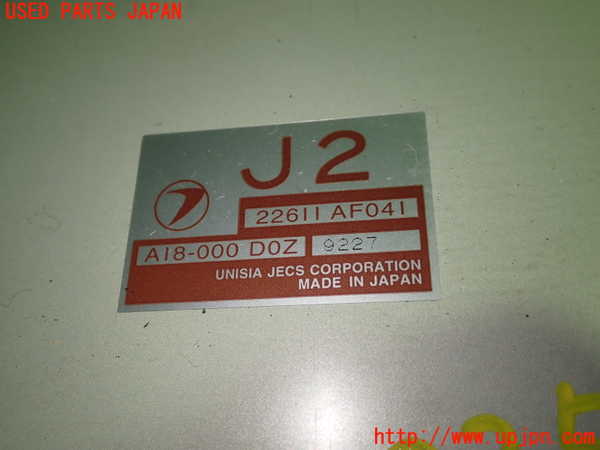 USED PARTS JAPAN
J2
22611 AF041
A18-000 D0Z 9227
UNISIA JECS CORPORATION
MADE IN JAPAN
http://www.upjpn.com/